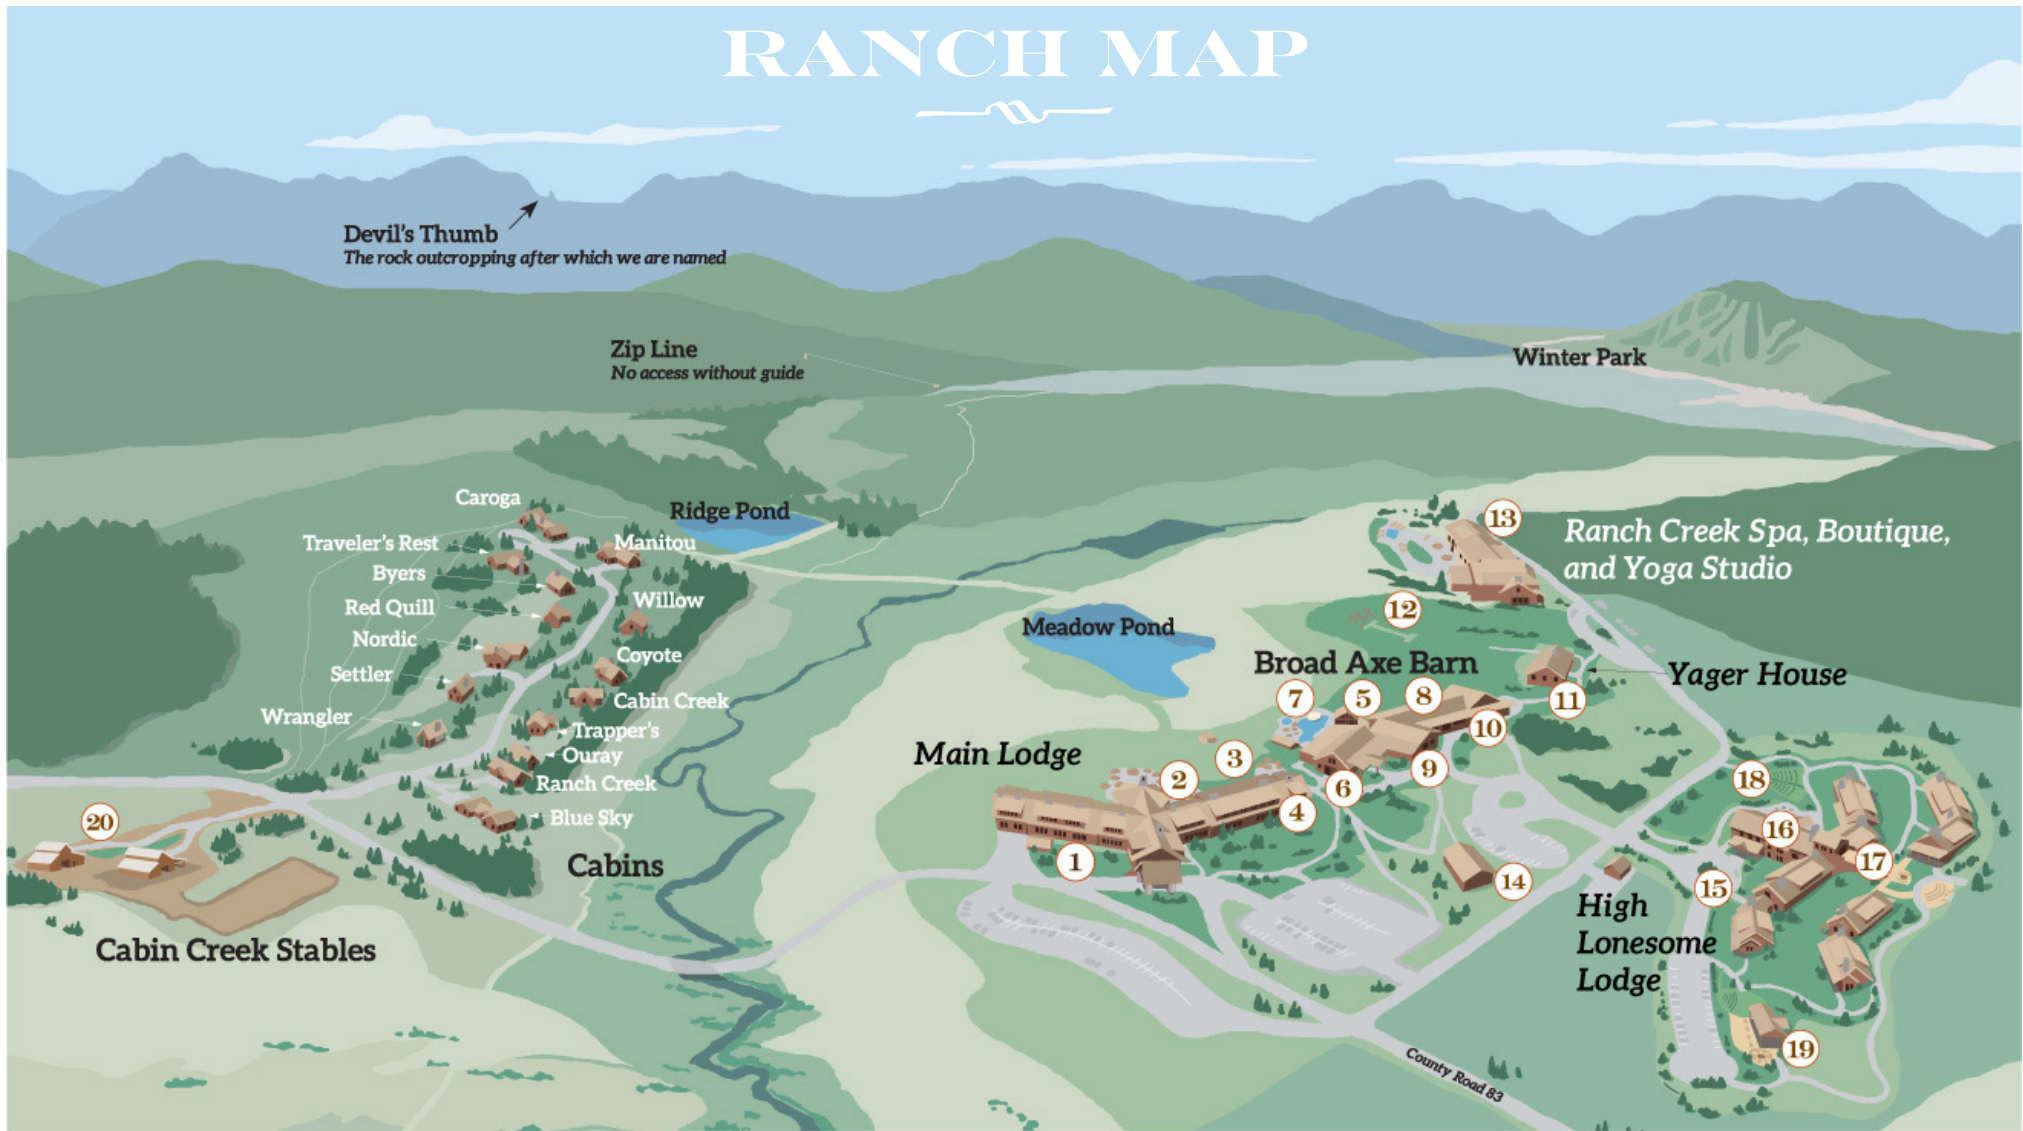 RANCH MAP
Devil's Thumb
The rock outcropping after which we are named
Zip Line
No access without guide
Winter Park
Caroga
Ridge Pond
13
Ranch Creek Spa, Boutique,
and Yoga Studio
Traveler's Rest
Manitou
Byers
Willow
Red Quill
12
Meadow Pond
Nordic
Coyote
Broad Axe Barn
Settler
Yager House
7
5
8
11
Cabin Creek
Wrangler
Trapper's
10
Main Lodge
Ouray
3
9
2
18
Ranch Creek
6
4
20
Blue Sky
16
Cabins
1
17
14
15
High
Lonesome
Lodge
Cabin Creek Stables
19
County Road 83